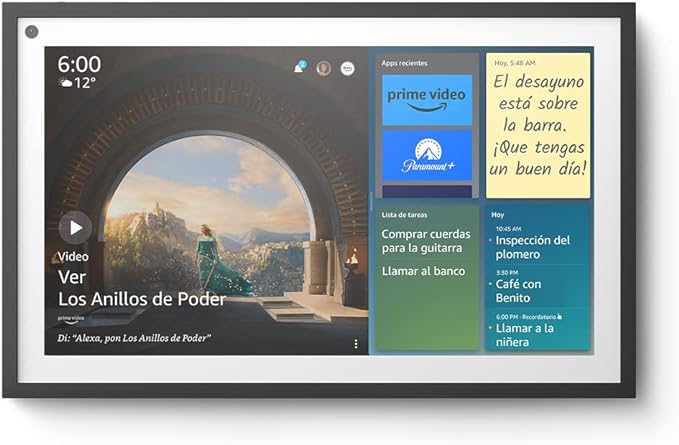 6:00
12°
Video
Ver
Los Anillos de Poder
prime video
Di: “Alexa, pon Los Anillos de Poder”
Apps recientes
prime video
Paramount+
Hoy, 5:48 AM
El desayuno
está sobre
la barra.
¡Que tengas
un buen día!
Lista de tareas
Comprar cuerdas
para la guitarra
Llamar al banco
Hoy
10:45 AM
Inspección del
plomero
3:30 PM
Café con
Benito
6:00 PM · Recordatorio
Llamar a la
niñera